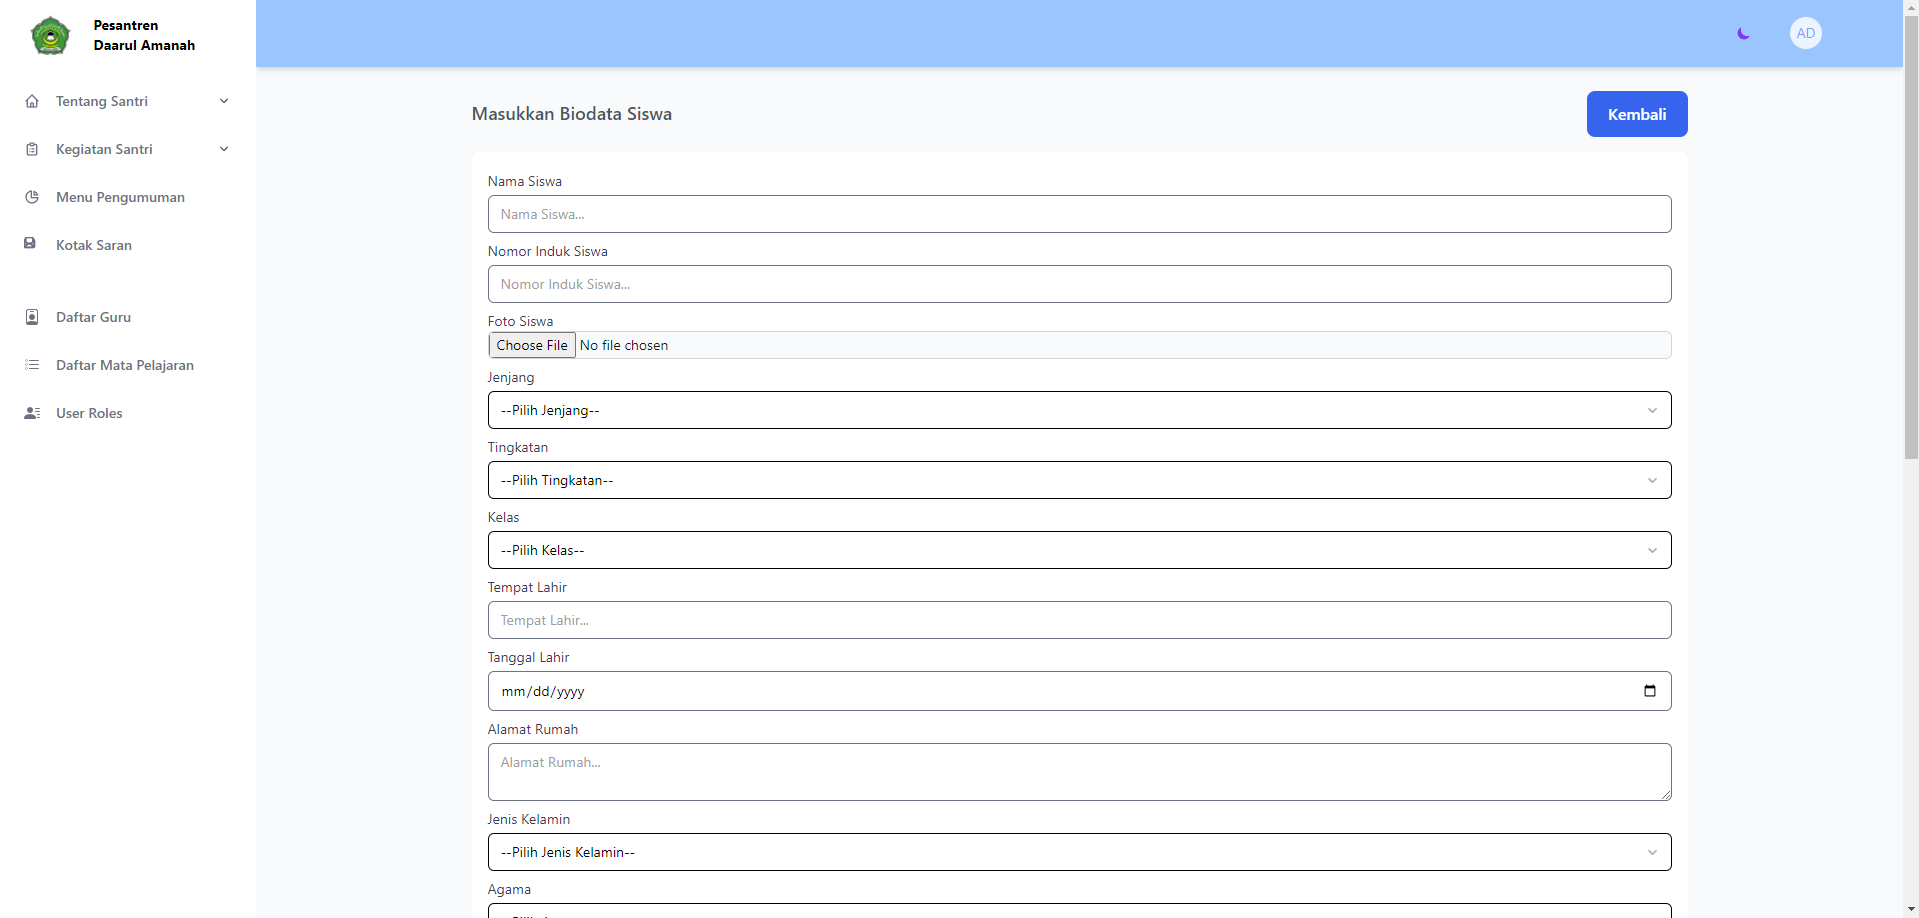 Pesantren
Daarul Amanah
Tentang Santri
Kegiatan Santri
Menu Pengumuman
Kotak Saran
Daftar Guru
Daftar Mata Pelajaran
User Roles
AD
Masukkan Biodata Siswa
Kembali
Nama Siswa
Nama Siswa...
Nomor Induk Siswa
Nomor Induk Siswa...
Foto Siswa
Choose File No file chosen
Jenjang
--Pilih Jenjang--
Tingkatan
--Pilih Tingkatan--
Kelas
--Pilih Kelas--
Tempat Lahir
Tempat Lahir...
Tanggal Lahir
mm/dd/yyyy
Alamat Rumah
Alamat Rumah...
Jenis Kelamin
--Pilih Jenis Kelamin--
Agama